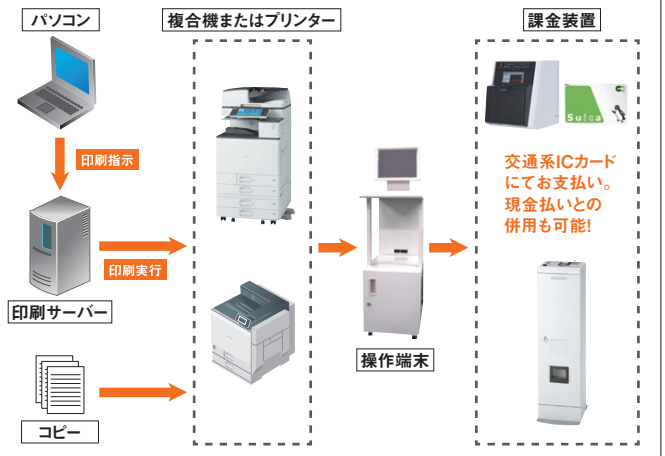 パソコン
複合機またはプリンター
課金装置
印刷指示
Suica
交通系ICカード
にてお支払い。
現金払いとの
併用も可能!
印刷実行
印刷サーバー
操作端末
コピー